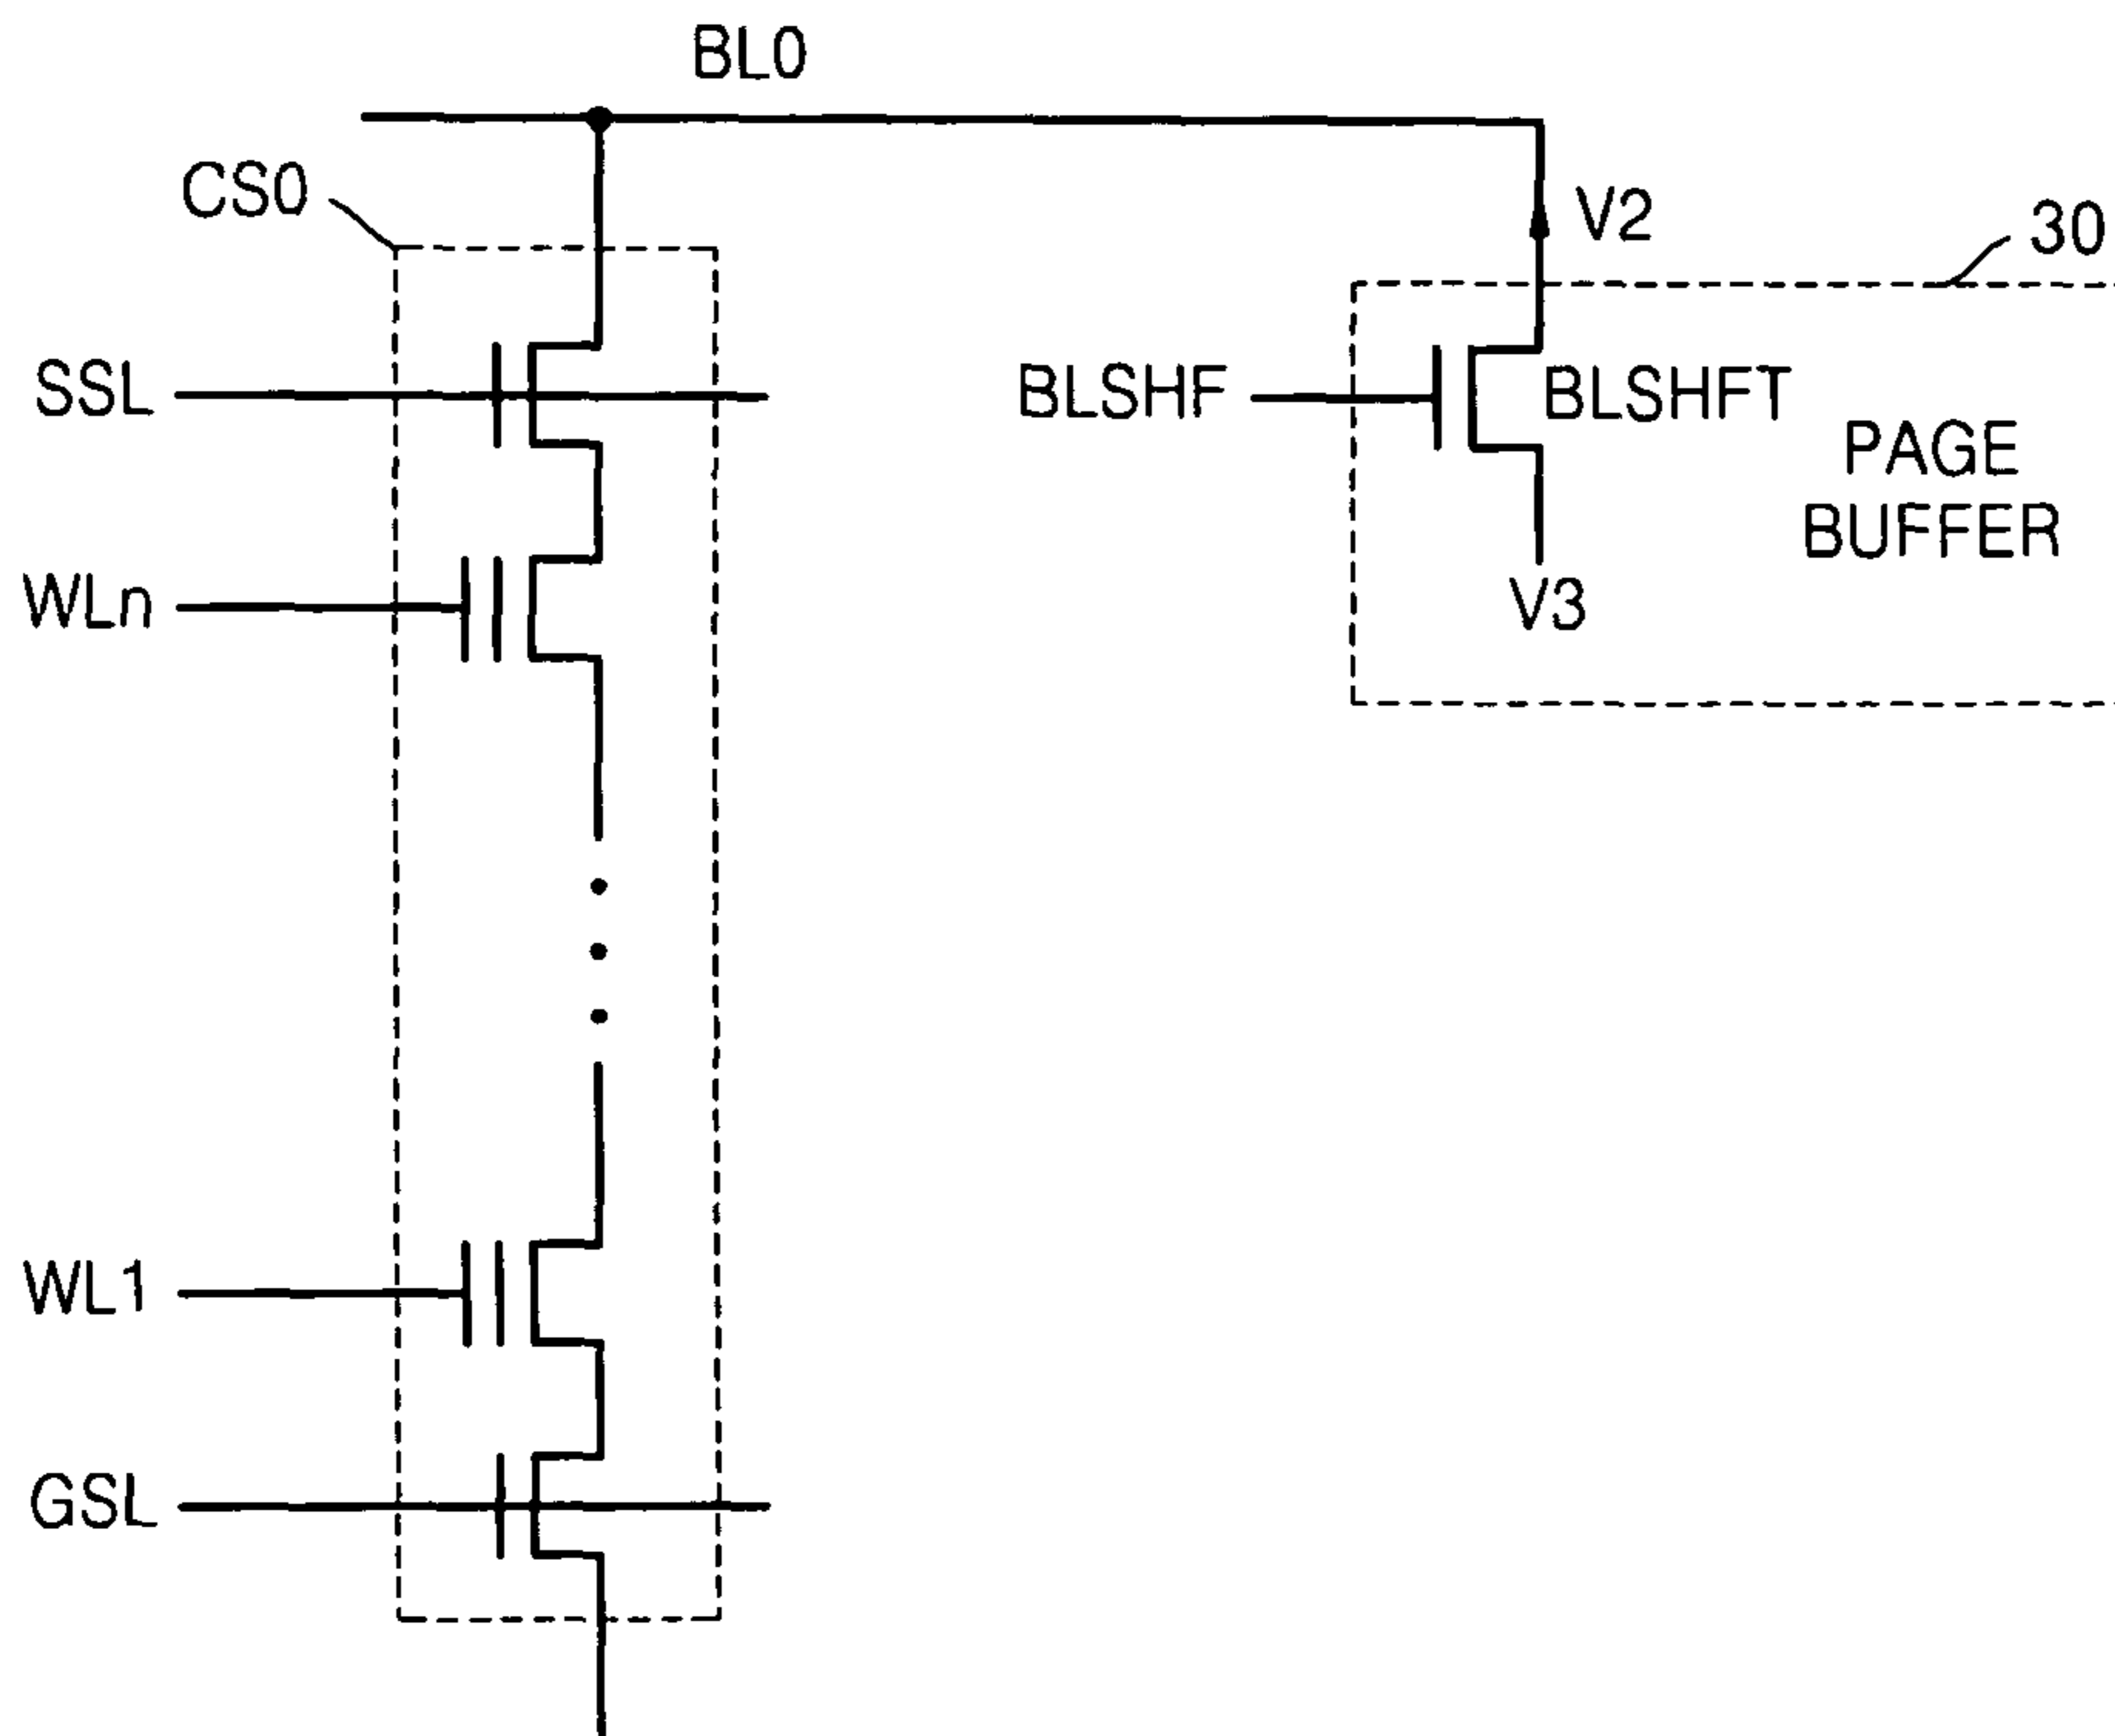 BL0
CS0
V2
30
SSL
BLSHF
BLSHFT
PAGE
BUFFER
WLn
V3
WL1
GSL